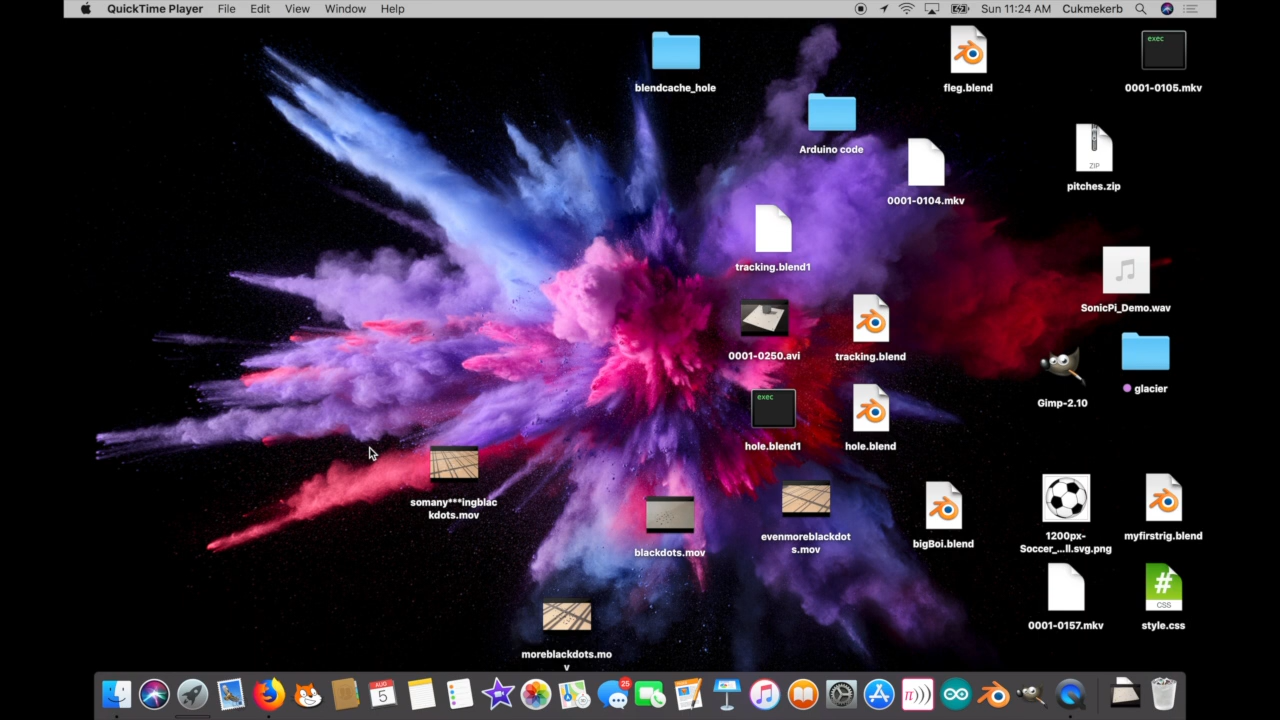 QuickTime Player File Edit View Window Help Sun 11:24 AM Cukmekerb
blendcache_hole
fleg.blend
exec
0001-0105.mkv
Arduino code
0001-0104.mkv
ZIP
pitches.zip
tracking.blend1
SonicPi_Demo.wav
0001-0250.avi
tracking.blend
glacier
Gimp-2.10
exec
hole.blend1
hole.blend
somany***ingblac
kdots.mov
blackdots.mov
evenmoreblackdot
s.mov
bigBoi.blend
1200px-
Soccer_...ll.svg.png
myfirstrig.blend
moreblackdots.mo
v
0001-0157.mkv
#
CSS
style.css
AUG
5
25
π)))